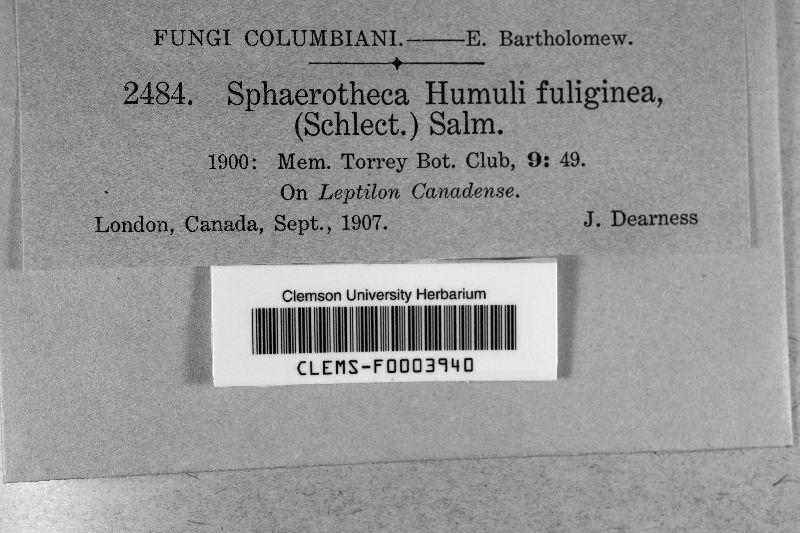 FUNGI COLUMBIANI.——E. Bartholomew.
2484. Sphaerotheca Humuli fuliginea,
(Schlect.) Salm.
1900: Mem. Torrey Bot. Club, 9: 49.
On Leptilon Canadense.
London, Canada, Sept., 1907. J. Dearness
Clemson University Herbarium
CLEMS-F0003940